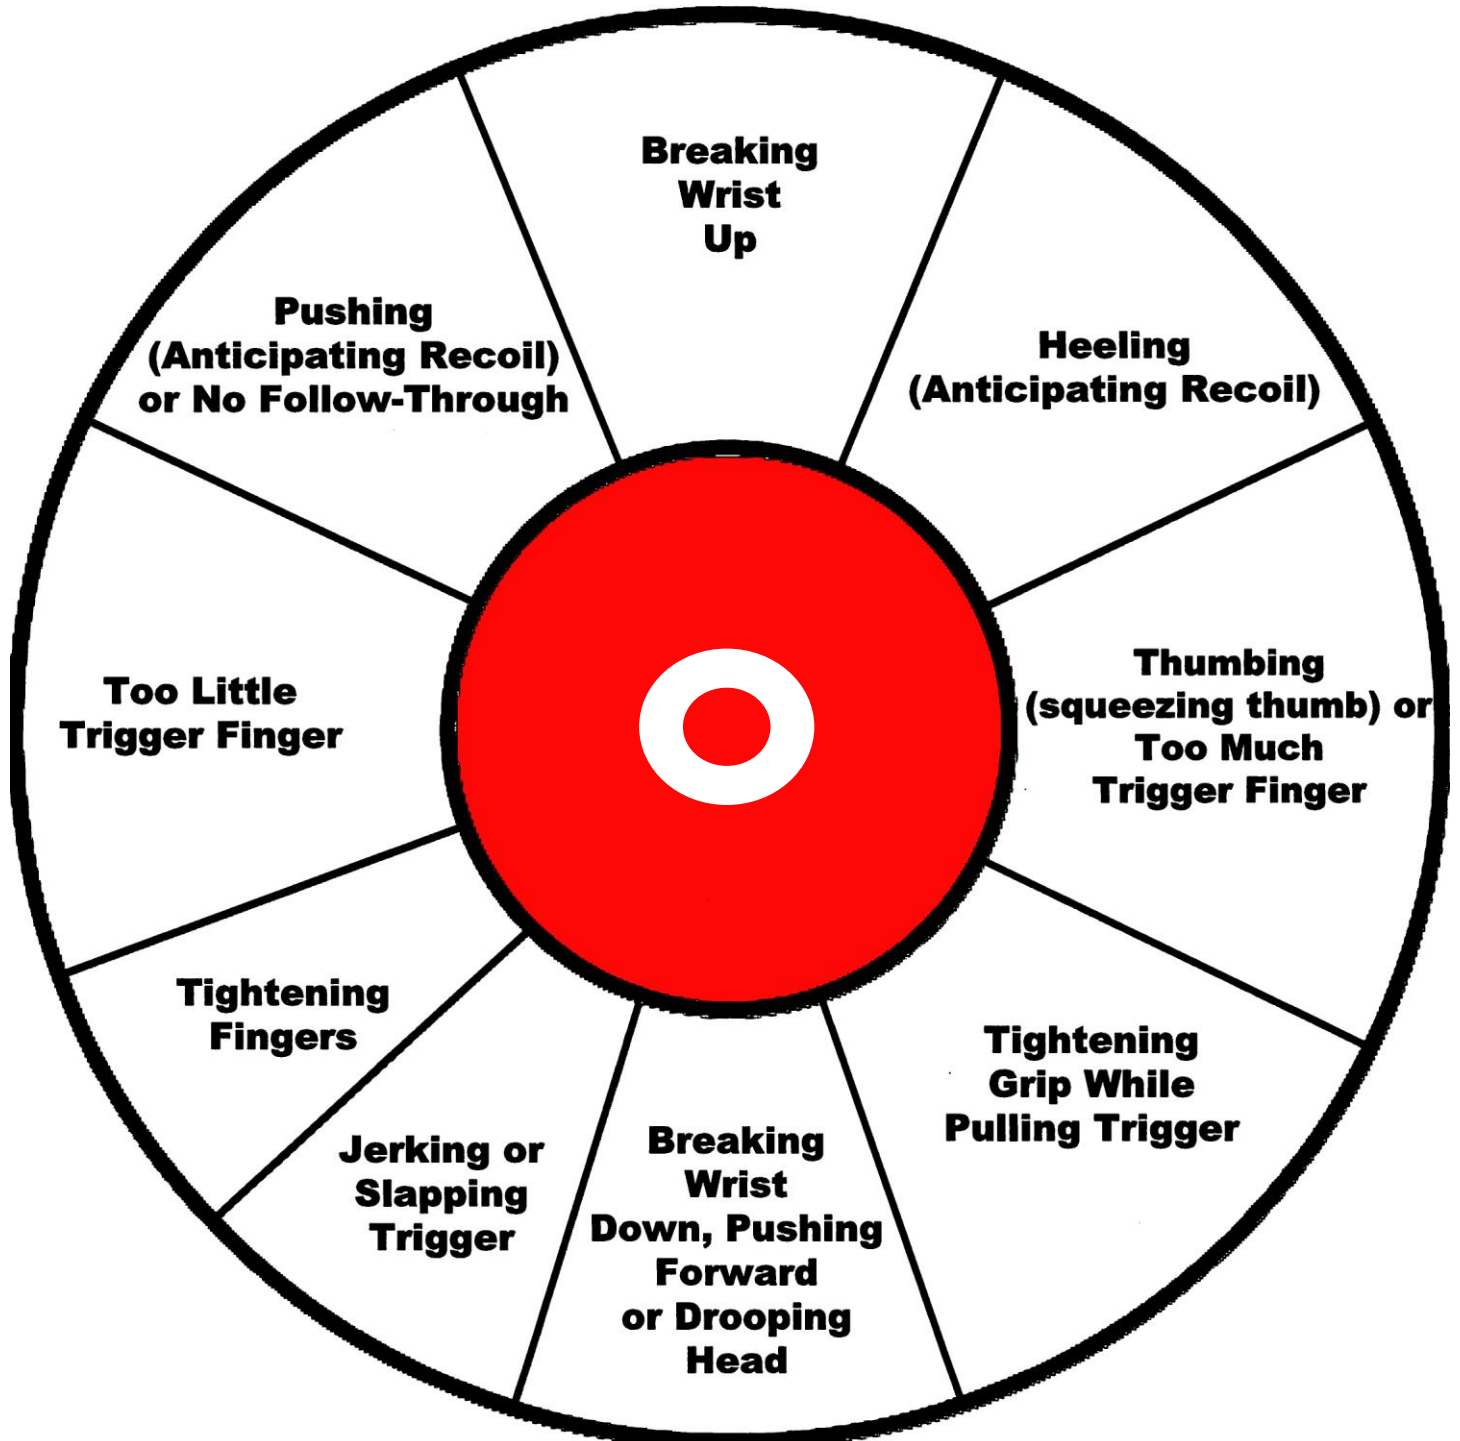 Breaking
Wrist
Up
Pushing
(Anticipating Recoil)
or No Follow-Through
Heeling
(Anticipating Recoil)
Too Little
Trigger Finger
Thumbing
(squeezing thumb) or
Too Much
Trigger Finger
Tightening
Fingers
Tightening
Grip While
Pulling Trigger
Jerking or
Slapping
Trigger
Breaking
Wrist
Down, Pushing
Forward
or Drooping
Head